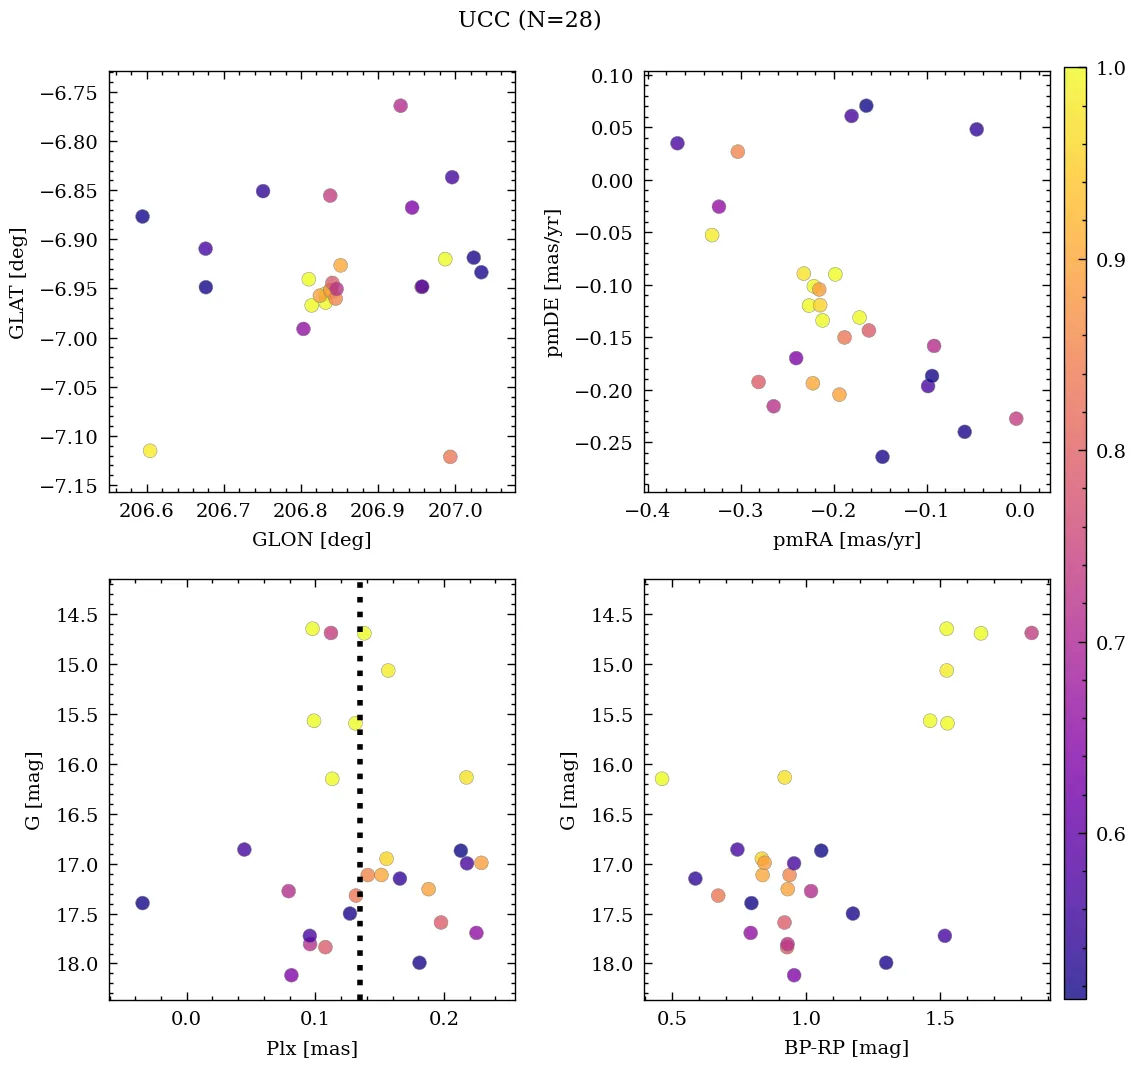 UCC (N=28)
−6.75
−6.80
−6.85
−6.90
−6.95
−7.00
−7.05
−7.10
−7.15
GLAT [deg]
206.6 206.7 206.8 206.9 207.0
GLON [deg]
0.10
0.05
0.00
−0.05
−0.10
−0.15
−0.20
−0.25
pmDE [mas/yr]
−0.4 −0.3 −0.2 −0.1 0.0
pmRA [mas/yr]
14.5
15.0
15.5
16.0
16.5
17.0
17.5
18.0
G [mag]
0.0 0.1 0.2
Plx [mas]
14.5
15.0
15.5
16.0
16.5
17.0
17.5
18.0
G [mag]
0.5 1.0 1.5
BP-RP [mag]
1.0
0.9
0.8
0.7
0.6